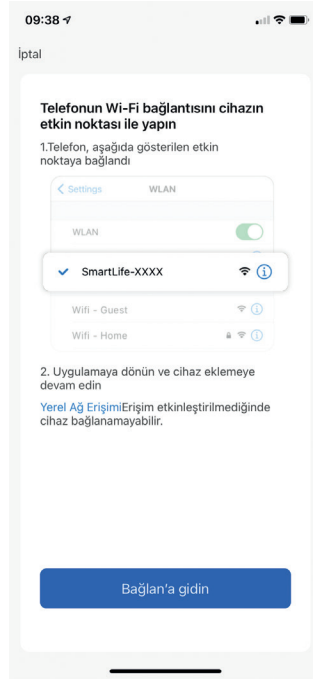 09:38
İptal
Telefonun Wi-Fi bağlantısını cihazın
etkin noktası ile yapın
1.Telefon, aşağıda gösterilen etkin
noktaya bağlandı
Settings WLAN
WLAN
SmartLife-XXXX
Wifi - Guest
Wifi - Home
2. Uygulamaya dönün ve cihaz eklemeye
devam edin
Yerel Ağ ErişimiErişim etkinleştirilmediğinde
cihaz bağlanamayabilir.
Bağlan'a gidin